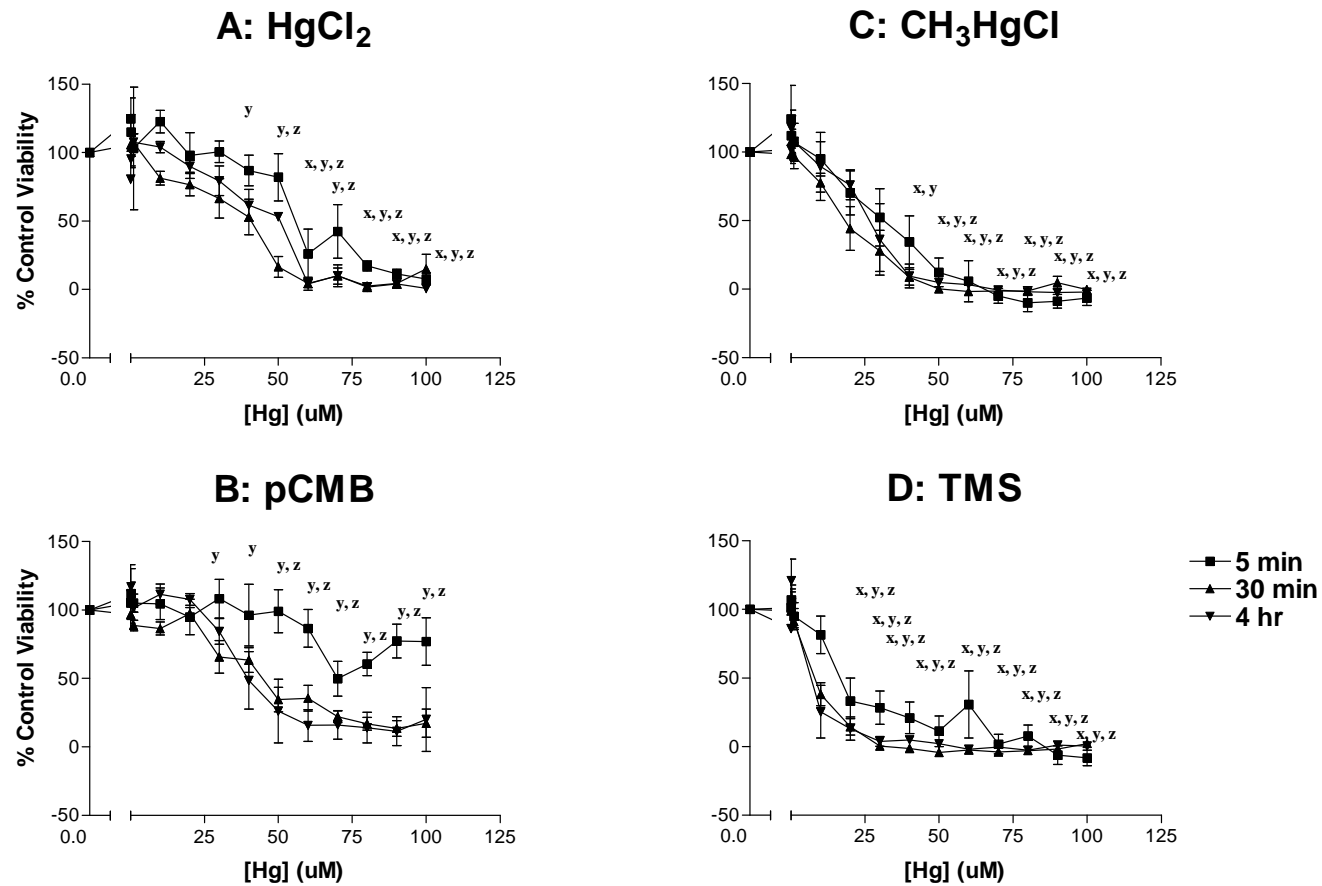 A: HgCl2
150
100
50
0
-50
% Control Viability
y
y, z
x, y, z
y, z
x, y, z
x, y, z
x, y, z
0.0
25
50
75
100
125
[Hg] (uM)
C: CH3HgCl
150
100
50
0
-50
x, y
x, y, z
x, y, z
x, y, z
x, y, z
x, y, z
x, y, z
0.0
25
50
75
100
125
[Hg] (uM)
B: pCMB
150
100
50
0
-50
% Control Viability
y
y
y, z
y, z
y, z
y, z
y, z
y, z
0.0
25
50
75
100
125
[Hg] (uM)
D: TMS
150
100
50
0
-50
x, y, z
x, y, z
x, y, z
x, y, z
x, y, z
x, y, z
x, y, z
x, y, z
x, y, z
0.0
25
50
75
100
125
[Hg] (uM)
5 min
30 min
4 hr